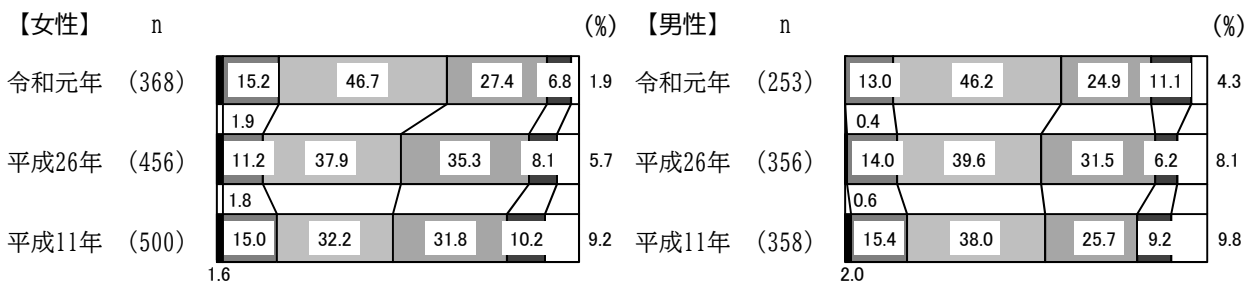 【女性】 n (%) 【男性】 n (%)
令和元年 (368) 15.2 46.7 27.4 6.8 1.9 令和元年 (253) 13.0 46.2 24.9 11.1 4.3
1.9 0.4
平成26年 (456) 11.2 37.9 35.3 8.1 5.7 平成26年 (356) 14.0 39.6 31.5 6.2 8.1
1.8 0.6
平成11年 (500) 15.0 32.2 31.8 10.2 9.2 平成11年 (358) 15.4 38.0 25.7 9.2 9.8
1.6 2.0